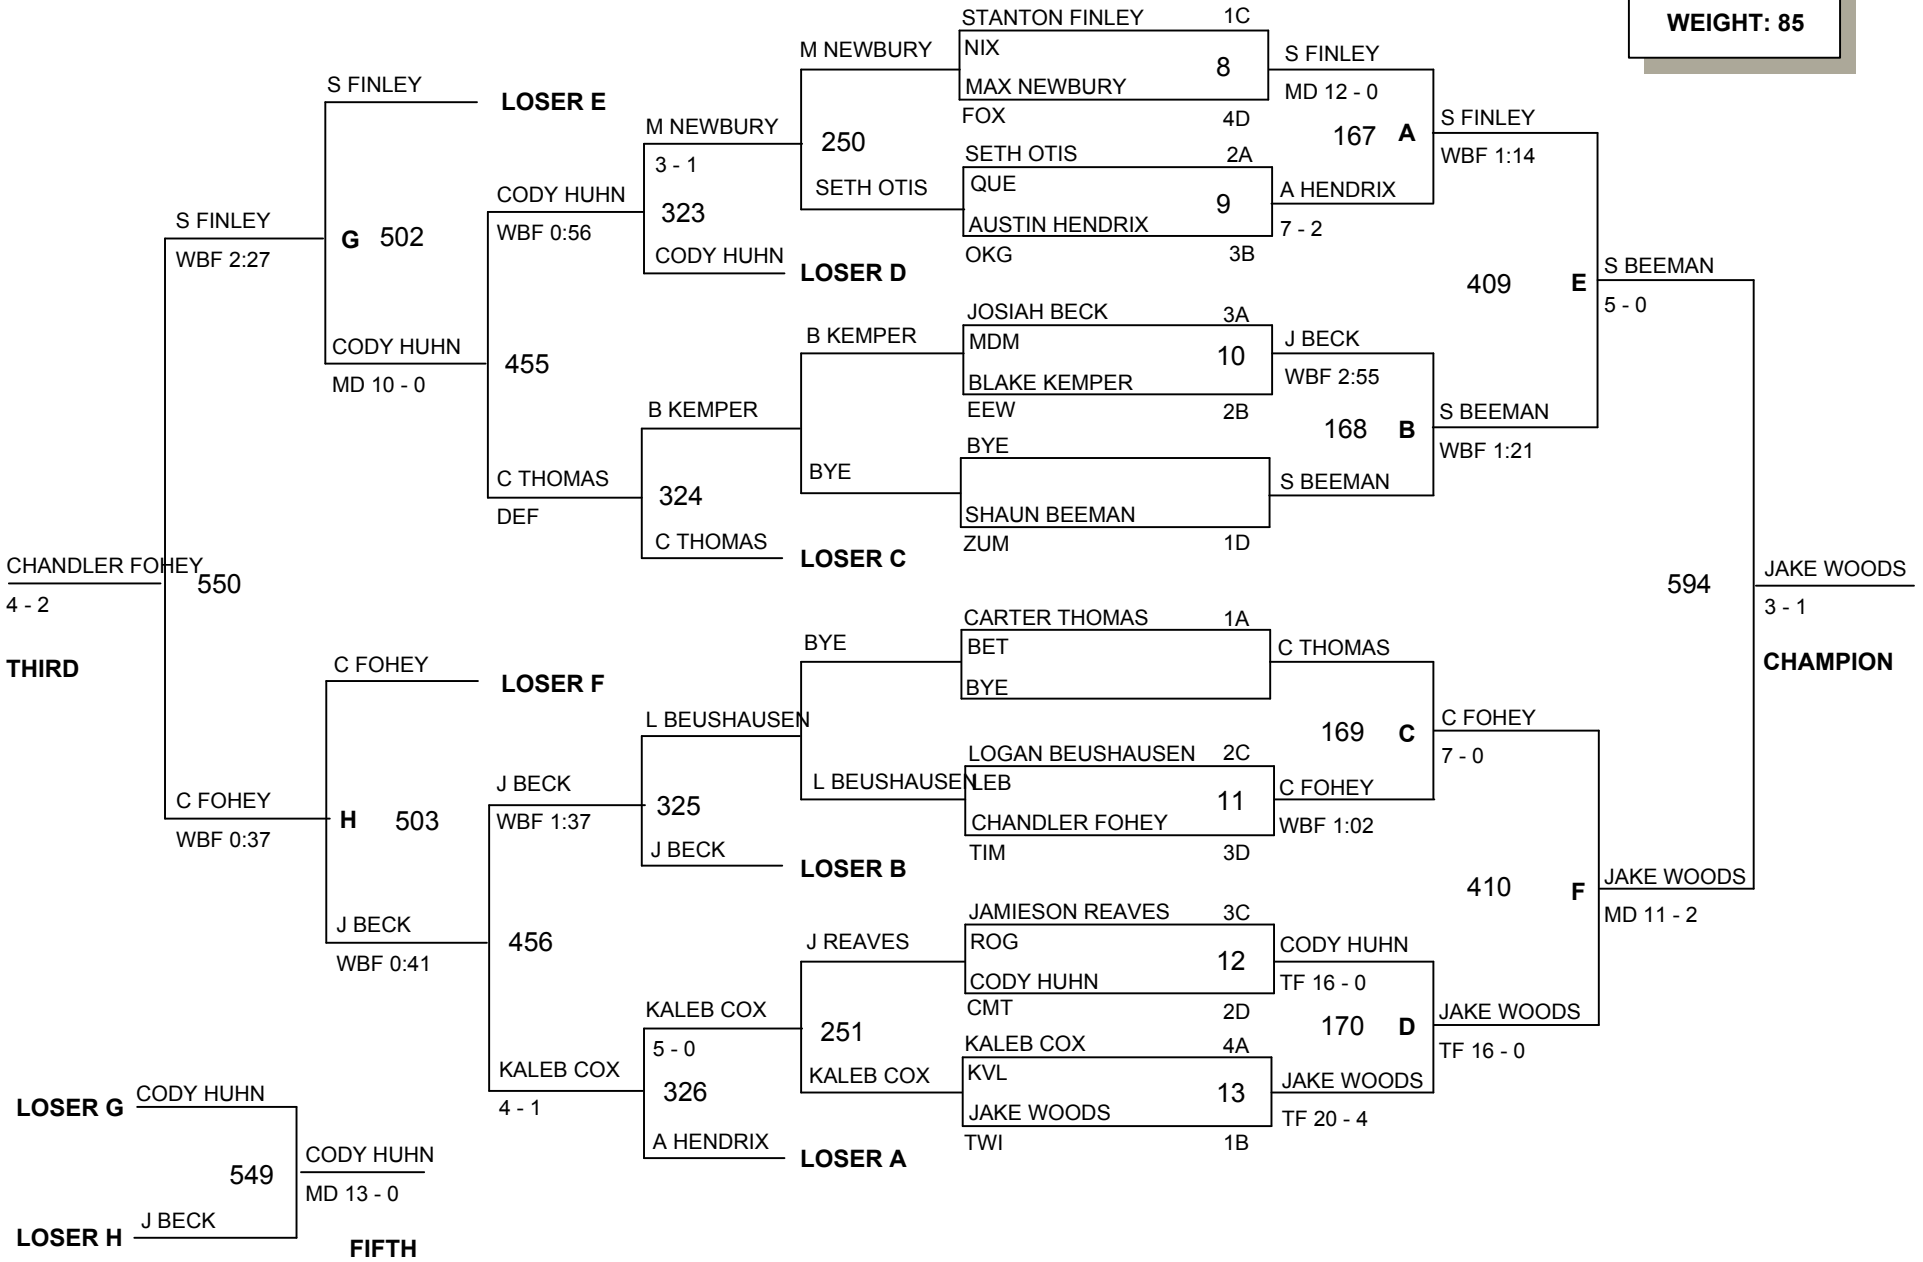 WEIGHT: 85
STANTON FINLEY 1C
M NEWBURY NIX S FINLEY
8
S FINLEY MAX NEWBURY MD 12 - 0
LOSER E FOX 4D S FINLEY
M NEWBURY 250 167 A
3 - 1 SETH OTIS 2A WBF 1:14
CODY HUHN SETH OTIS QUE A HENDRIX
323 9
S FINLEY WBF 0:56 AUSTIN HENDRIX 7 - 2
G 502 CODY HUHN OKG 3B
WBF 2:27 LOSER D S BEEMAN
409 E
JOSIAH BECK 3A 5 - 0
CODY HUHN B KEMPER MDM J BECK
455 10
MD 10 - 0 BLAKE KEMPER WBF 2:55
B KEMPER EEW 2B S BEEMAN
168 B
BYE WBF 1:21
C THOMAS BYE S BEEMAN
324
DEF SHAUN BEEMAN
C THOMAS ZUM 1D
LOSER C
CHANDLER FOHEY JAKE WOODS
550 594
4 - 2 3 - 1
CARTER THOMAS 1A
BYE BET C THOMAS
THIRD C FOHEY CHAMPION
LOSER F BYE
L BEUSHAUSEN C FOHEY
169 C
LOGAN BEUSHAUSEN 2C 7 - 0
J BECK L BEUSHAUSEN LEB C FOHEY
C FOHEY 325 11
H 503 WBF 1:37 CHANDLER FOHEY WBF 1:02
WBF 0:37 J BECK TIM 3D
LOSER B JAKE WOODS
410 F
JAMIESON REAVES 3C MD 11 - 2
J BECK J REAVES ROG CODY HUHN
456 12
WBF 0:41 CODY HUHN TF 16 - 0
KALEB COX CMT 2D JAKE WOODS
251 170 D
5 - 0 KALEB COX 4A TF 16 - 0
KALEB COX KALEB COX KVL JAKE WOODS
326 13
4 - 1 JAKE WOODS TF 20 - 4
A HENDRIX TWI 1B
LOSER A
LOSER G CODY HUHN
CODY HUHN
549
MD 13 - 0
LOSER H J BECK
FIFTH